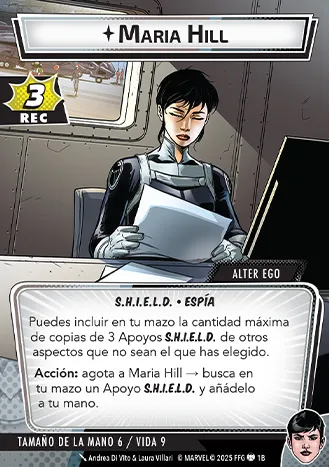 MARIA HILL
3
REC
ALTER EGO
S.H.I.E.L.D. • ESPÍA
Puedes incluir en tu mazo la cantidad máxima
de copias de 3 Apoyos S.H.I.E.L.D. de otros
aspectos que no sean el que has elegido.
Acción: agota a Maria Hill → busca en
tu mazo un Apoyo S.H.I.E.L.D. y añádelo
a tu mano.
TAMAÑO DE LA MANO 6 / VIDA 9
Andrea Di Vito & Laura Villari © MARVEL © 2025 FFG 1B